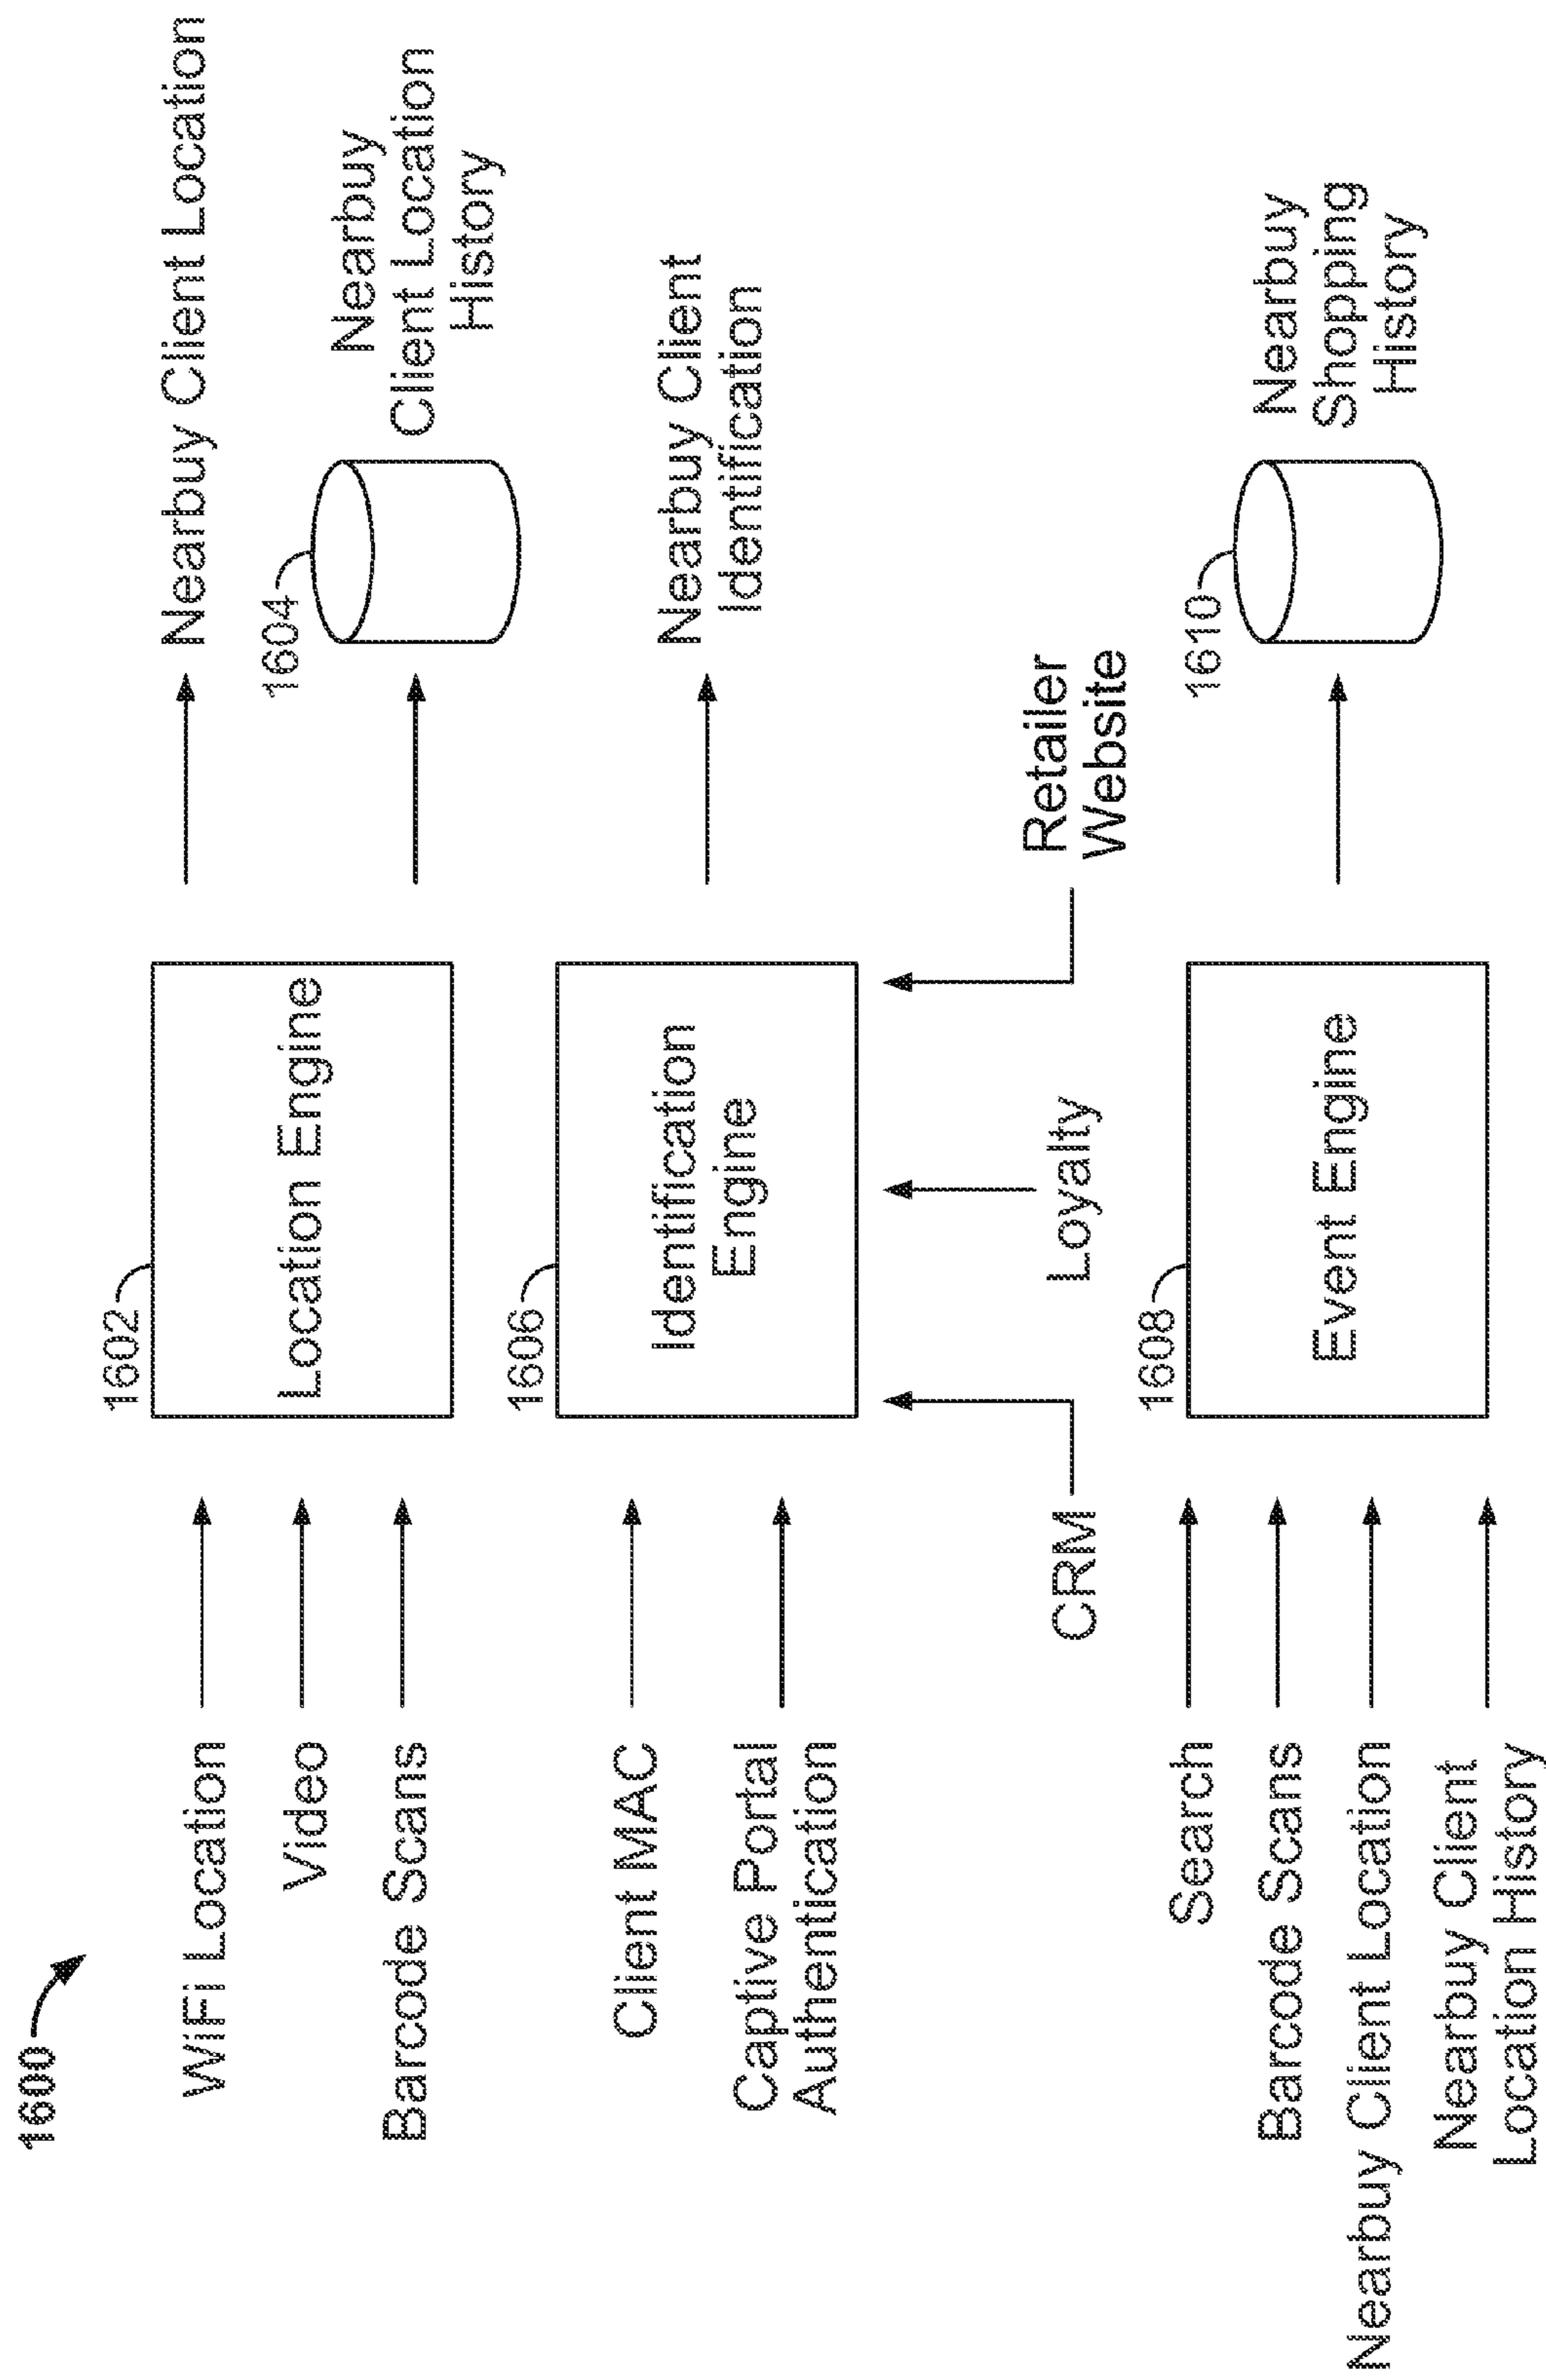 1600
WiFi Location
Video
Barcode Scans
1602
Location Engine
Nearbuy Client Location
1604
Nearbuy
Client Location
History
Client MAC
Captive Portal
Authentication
1606
Identification
Engine
Nearbuy Client
Identification
CRM
Loyalty
Retailer
Website
Search
Barcode Scans
Nearbuy Client Location
Nearbuy Client
Location History
1608
Event Engine
1610
Nearbuy
Shopping
History